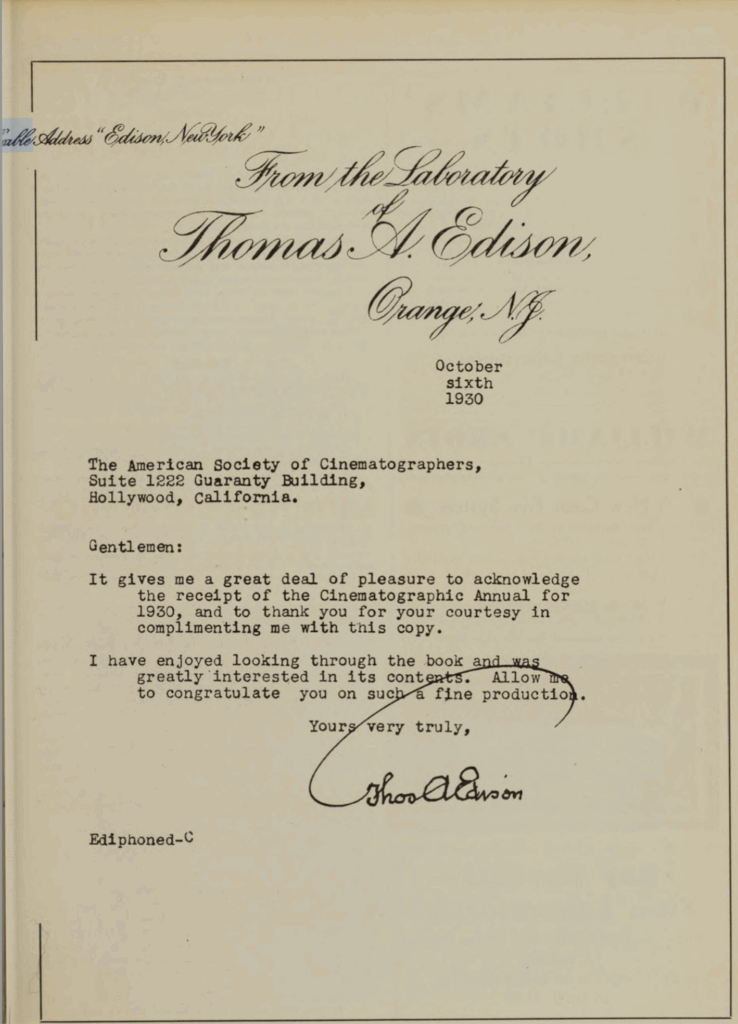 Cable Address "Edison, New York"
From the Laboratory
of
Thomas A. Edison,
Orange, N.J.
October
sixth
1930
The American Society of Cinematographers,
Suite 1222 Guaranty Building,
Hollywood, California.
Gentlemen:
It gives me a great deal of pleasure to acknowledge
the receipt of the Cinematographic Annual for
1930, and to thank you for your courtesy in
complimenting me with this copy.
I have enjoyed looking through the book and was
greatly interested in its contents. Allow me
to congratulate you on such a fine production.
Yours very truly,
Thos A Edison
Ediphoned-C